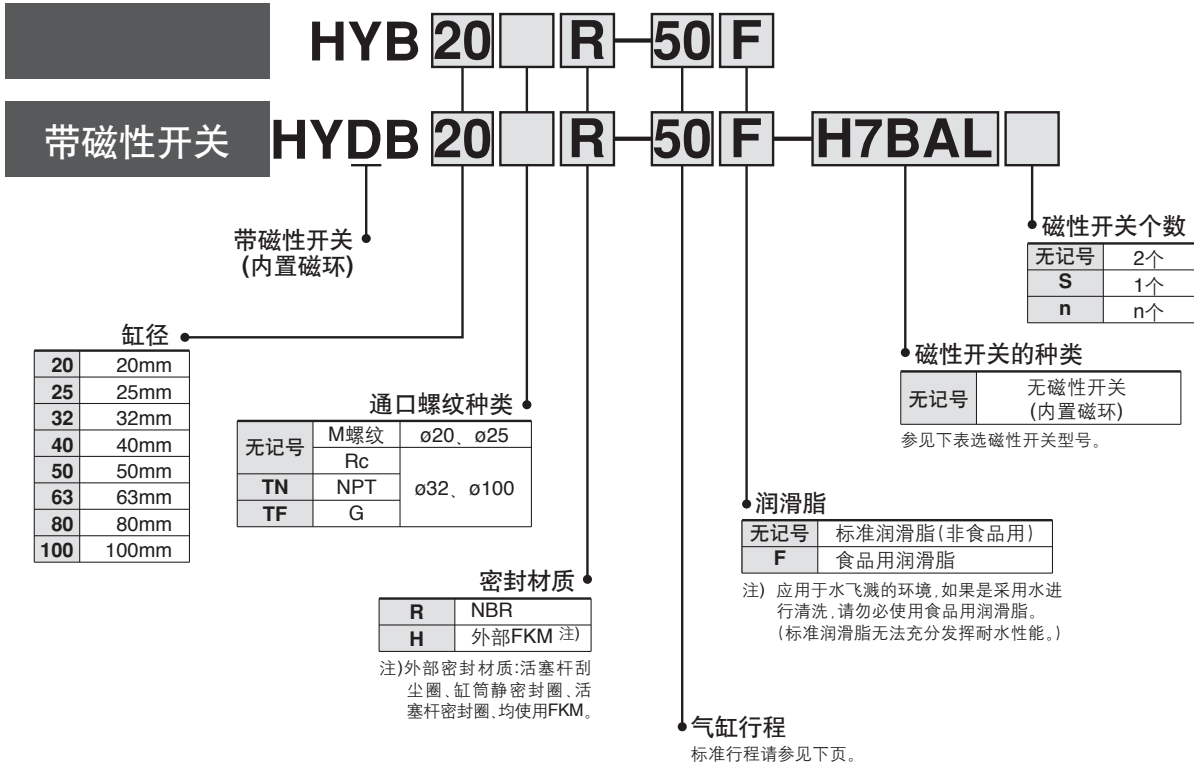 HYB 20 R-50 F
带磁性开关 HYDB 20 R-50 F-H7BAL
带磁性开关
(内置磁环)
磁性开关个数
无记号 2个
S 1个
n n个
缸径
20 20mm
25 25mm
32 32mm
40 40mm
50 50mm
63 63mm
80 80mm
100 100mm
通口螺纹种类
无记号 M螺纹 ø20、ø25
Rc
TN NPT ø32、ø100
TF G
磁性开关的种类
无记号 无磁性开关
(内置磁环)
参见下表选磁性开关型号。
润滑脂
无记号 标准润滑脂(非食品用)
F 食品用润滑脂
注) 应用于水飞溅的环境,如果是采用水进
行清洗,请勿必使用食品用润滑脂。
(标准润滑脂无法充分发挥耐水性能。)
密封材质
R NBR
H 外部FKM 注)
注)外部密封材质:活塞杆刮
尘圈、缸筒静密封圈、活
塞杆密封圈、均使用FKM。
气缸行程
标准行程请参见下页。